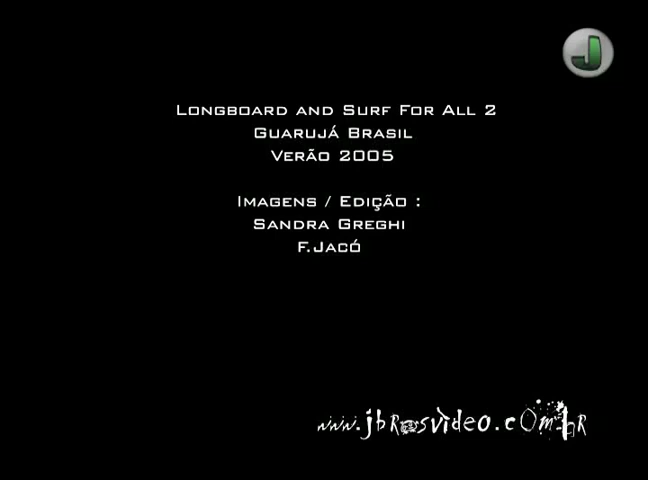 J
Longboard and Surf For All 2
Guarujá Brasil
Verão 2005
Imagens / Edição :
Sandra Greghi
F.Jacó
www.jbrosvideo.com.br